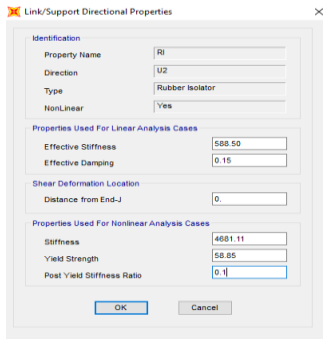 Link/Support Directional Properties
Identification
Property Name RI
Direction U2
Type Rubber Isolator
NonLinear Yes
Properties Used For Linear Analysis Cases
Effective Stiffness 588.50
Effective Damping 0.15
Shear Deformation Location
Distance from End-J 0.
Properties Used For Nonlinear Analysis Cases
Stiffness 4681.11
Yield Strength 58.85
Post Yield Stiffness Ratio 0.1
OK Cancel